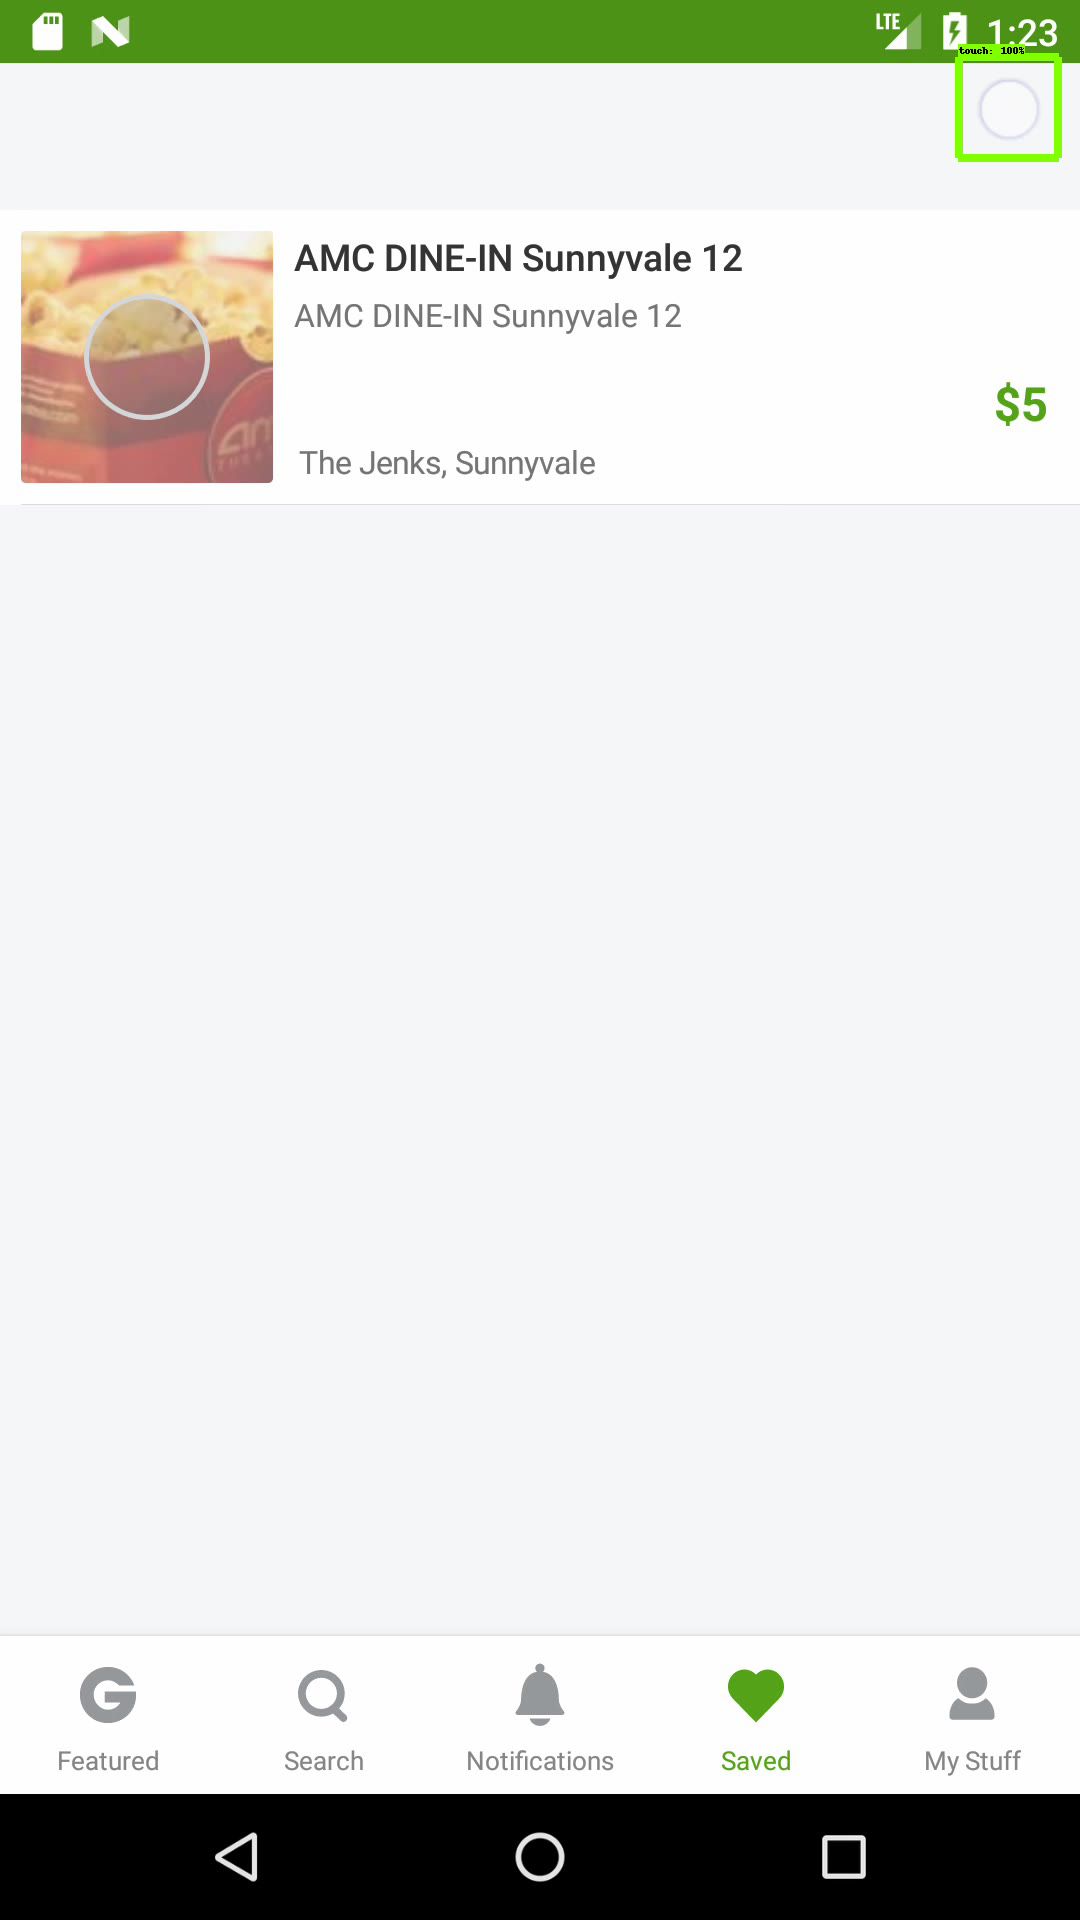 LTE 1:23
touch: 100%
AMC DINE-IN Sunnyvale 12
AMC DINE-IN Sunnyvale 12
$5
The Jenks, Sunnyvale
Featured Search Notifications Saved My Stuff